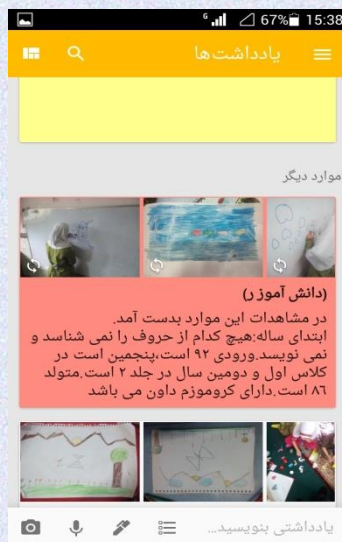 67% 15:38
یادداشت‌ها
موارد دیگر
(دانش آموز ر)
در مشاهدات این موارد بدست آمد.
ابتدای ساله:هیچ کدام از حروف را نمی شناسد و
نمی نویسد.ورودی ۹۲ است،پنجمین است در
کلاس اول و دومین سال در جلد ۲ است.متولد
۸٦ است.دارای کروموزم داون می باشد
یادداشتی بنویسید...